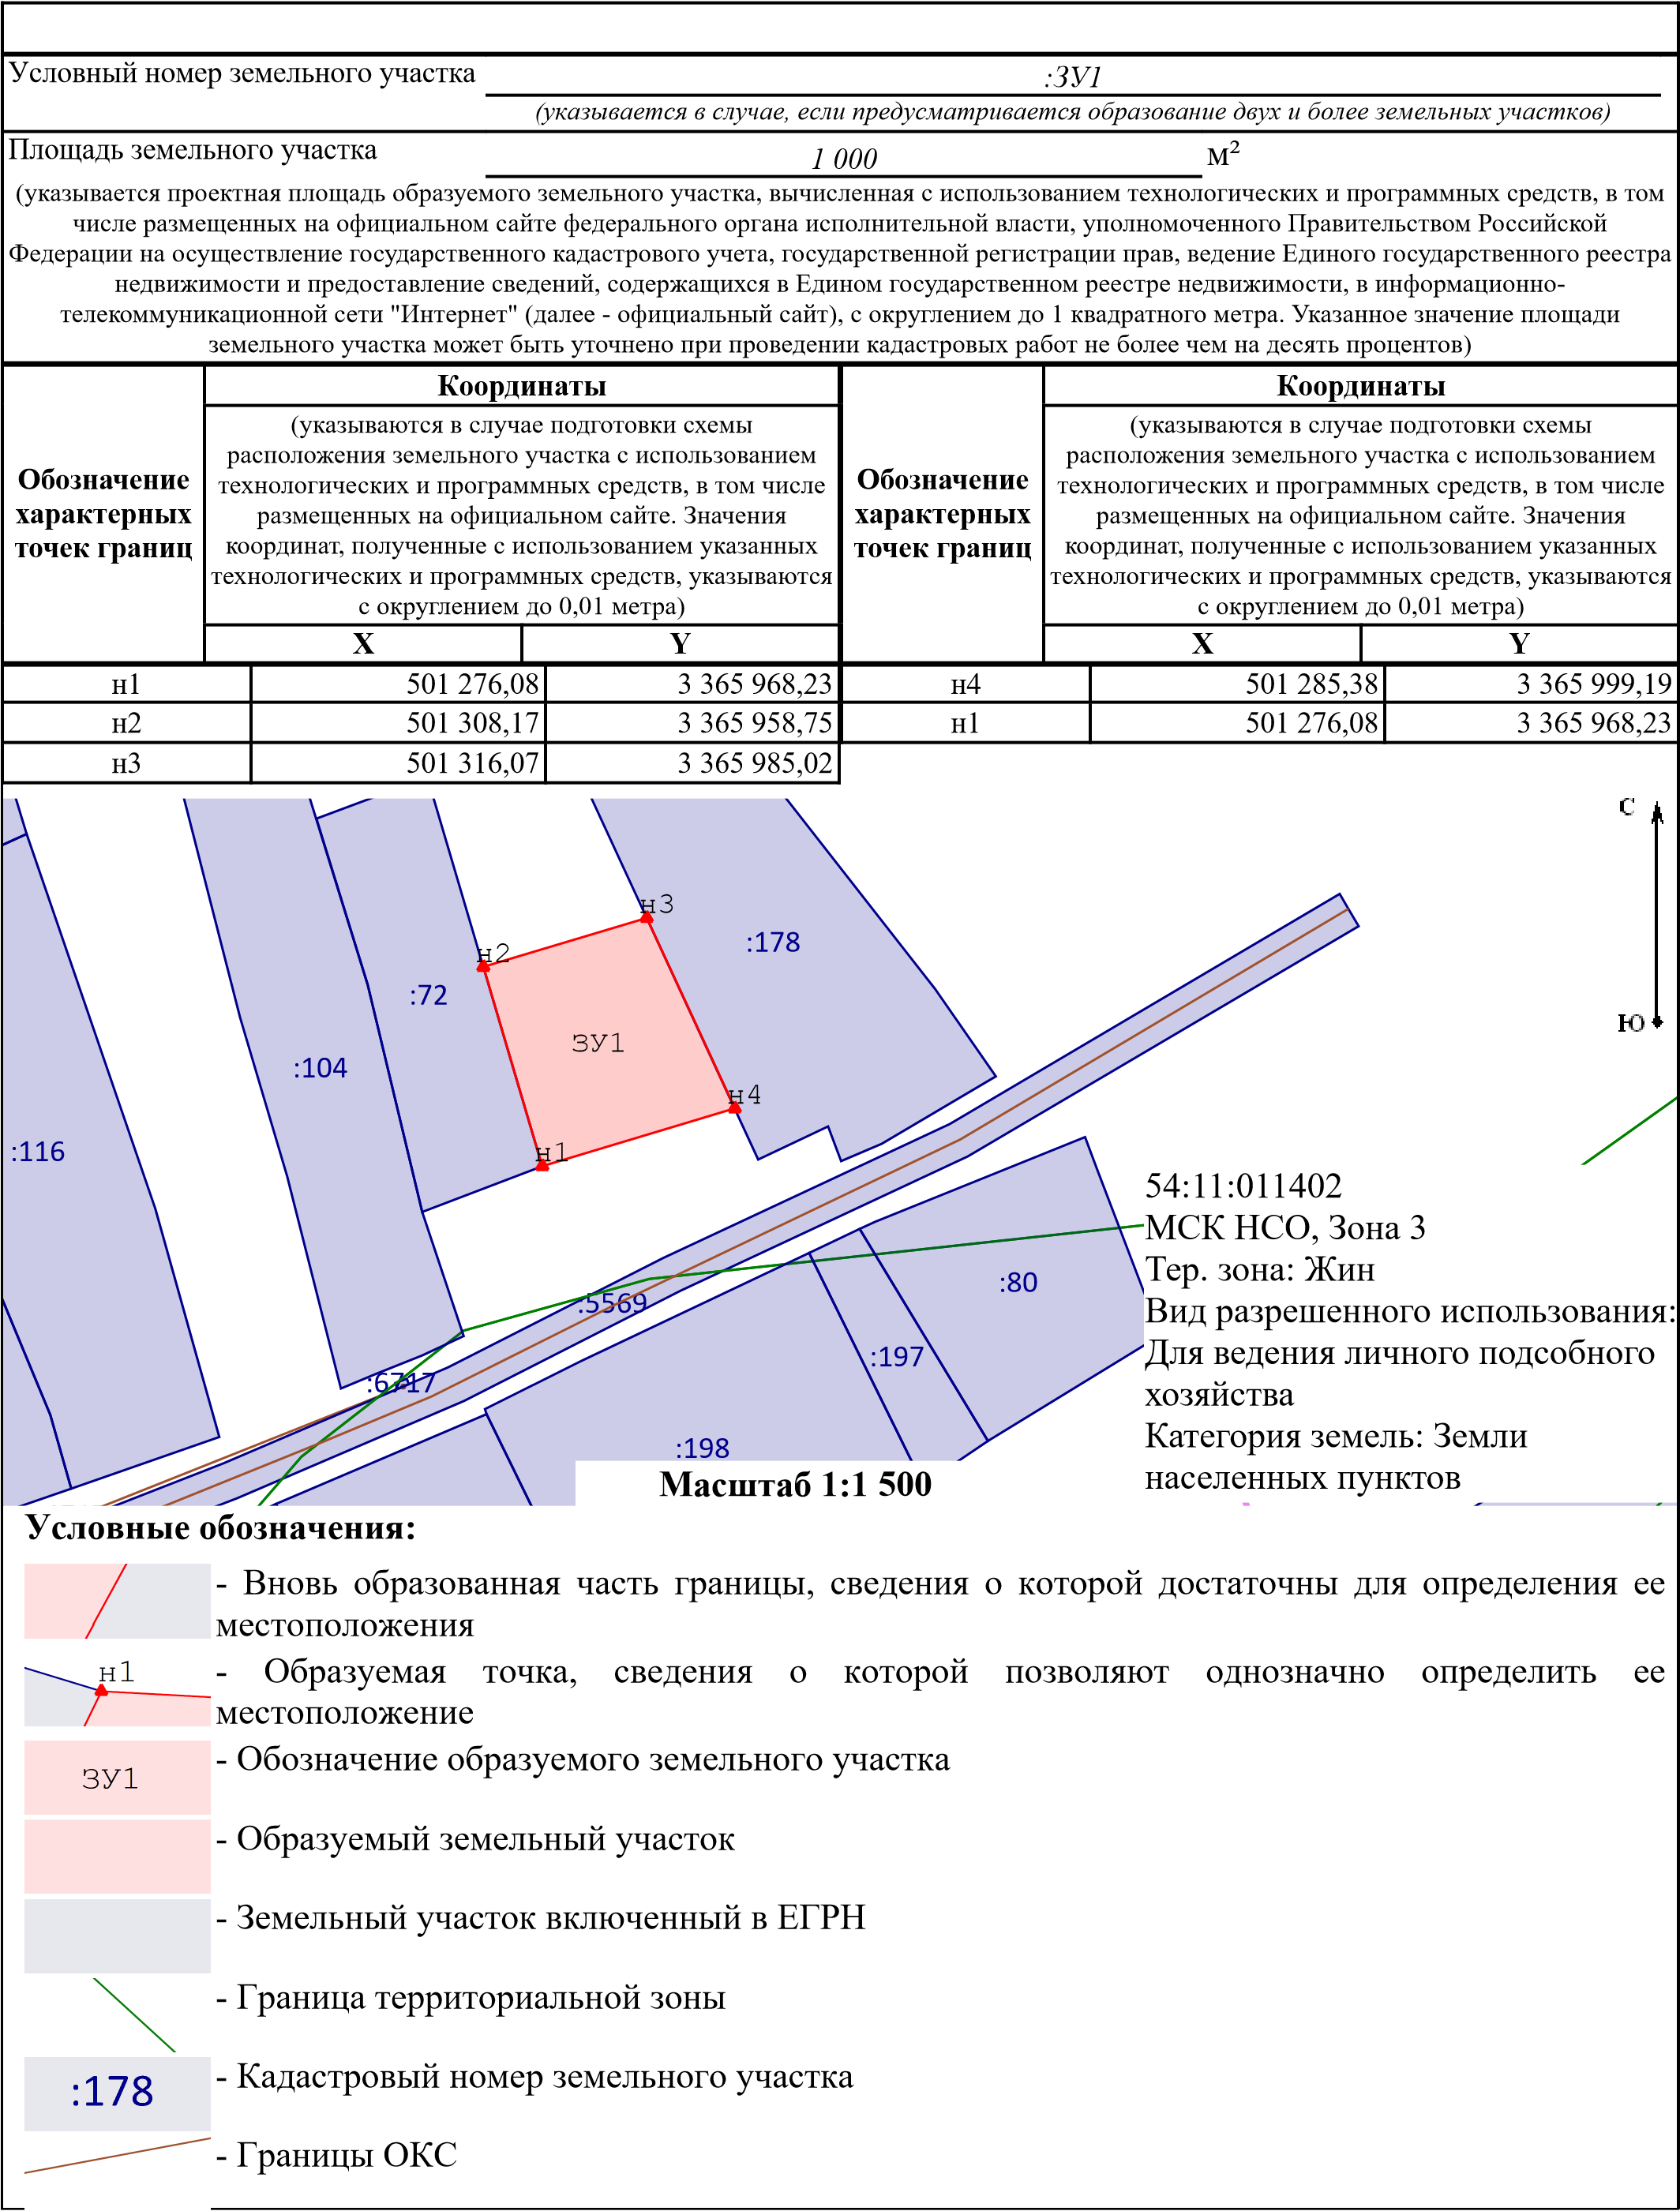 Условный номер земельного участка
:ЗУ1
(указывается в случае, если предусматривается образование двух и более земельных участков)
Площадь земельного участка
1 000
м²
(указывается проектная площадь образуемого земельного участка, вычисленная с использованием технологических и программных средств, в том
числе размещенных на официальном сайте федерального органа исполнительной власти, уполномоченного Правительством Российской
Федерации на осуществление государственного кадастрового учета, государственной регистрации прав, ведение Единого государственного реестра
недвижимости и предоставление сведений, содержащихся в Едином государственном реестре недвижимости, в информационно-
телекоммуникационной сети "Интернет" (далее - официальный сайт), с округлением до 1 квадратного метра. Указанное значение площади
земельного участка может быть уточнено при проведении кадастровых работ не более чем на десять процентов)
Обозначение
характерных
точек границ
Координаты
(указываются в случае подготовки схемы
расположения земельного участка с использованием
технологических и программных средств, в том числе
размещенных на официальном сайте. Значения
координат, полученные с использованием указанных
технологических и программных средств, указываются
с округлением до 0,01 метра)
X
Y
Обозначение
характерных
точек границ
Координаты
(указываются в случае подготовки схемы
расположения земельного участка с использованием
технологических и программных средств, в том числе
размещенных на официальном сайте. Значения
координат, полученные с использованием указанных
технологических и программных средств, указываются
с округлением до 0,01 метра)
X
Y
н1 501 276,08 3 365 968,23 н4 501 285,38 3 365 999,19
н2 501 308,17 3 365 958,75 н1 501 276,08 3 365 968,23
н3 501 316,07 3 365 985,02
С
н3
:178
н2
:72
Ю
ЗУ1
:104
н4
:116
н1
:80
:5569
:197
:6717
:198
54:11:011402
МСК НСО, Зона 3
Тер. зона: Жин
Вид разрешенного использования:
Для ведения личного подсобного
хозяйства
Категория земель: Земли
населенных пунктов
Масштаб 1:1 500
Условные обозначения:
- Вновь образованная часть границы, сведения о которой достаточны для определения ее
местоположения
н1
- Образуемая точка, сведения о которой позволяют однозначно определить ее
местоположение
ЗУ1
- Обозначение образуемого земельного участка
- Образуемый земельный участок
- Земельный участок включенный в ЕГРН
- Граница территориальной зоны
:178
- Кадастровый номер земельного участка
- Границы ОКС